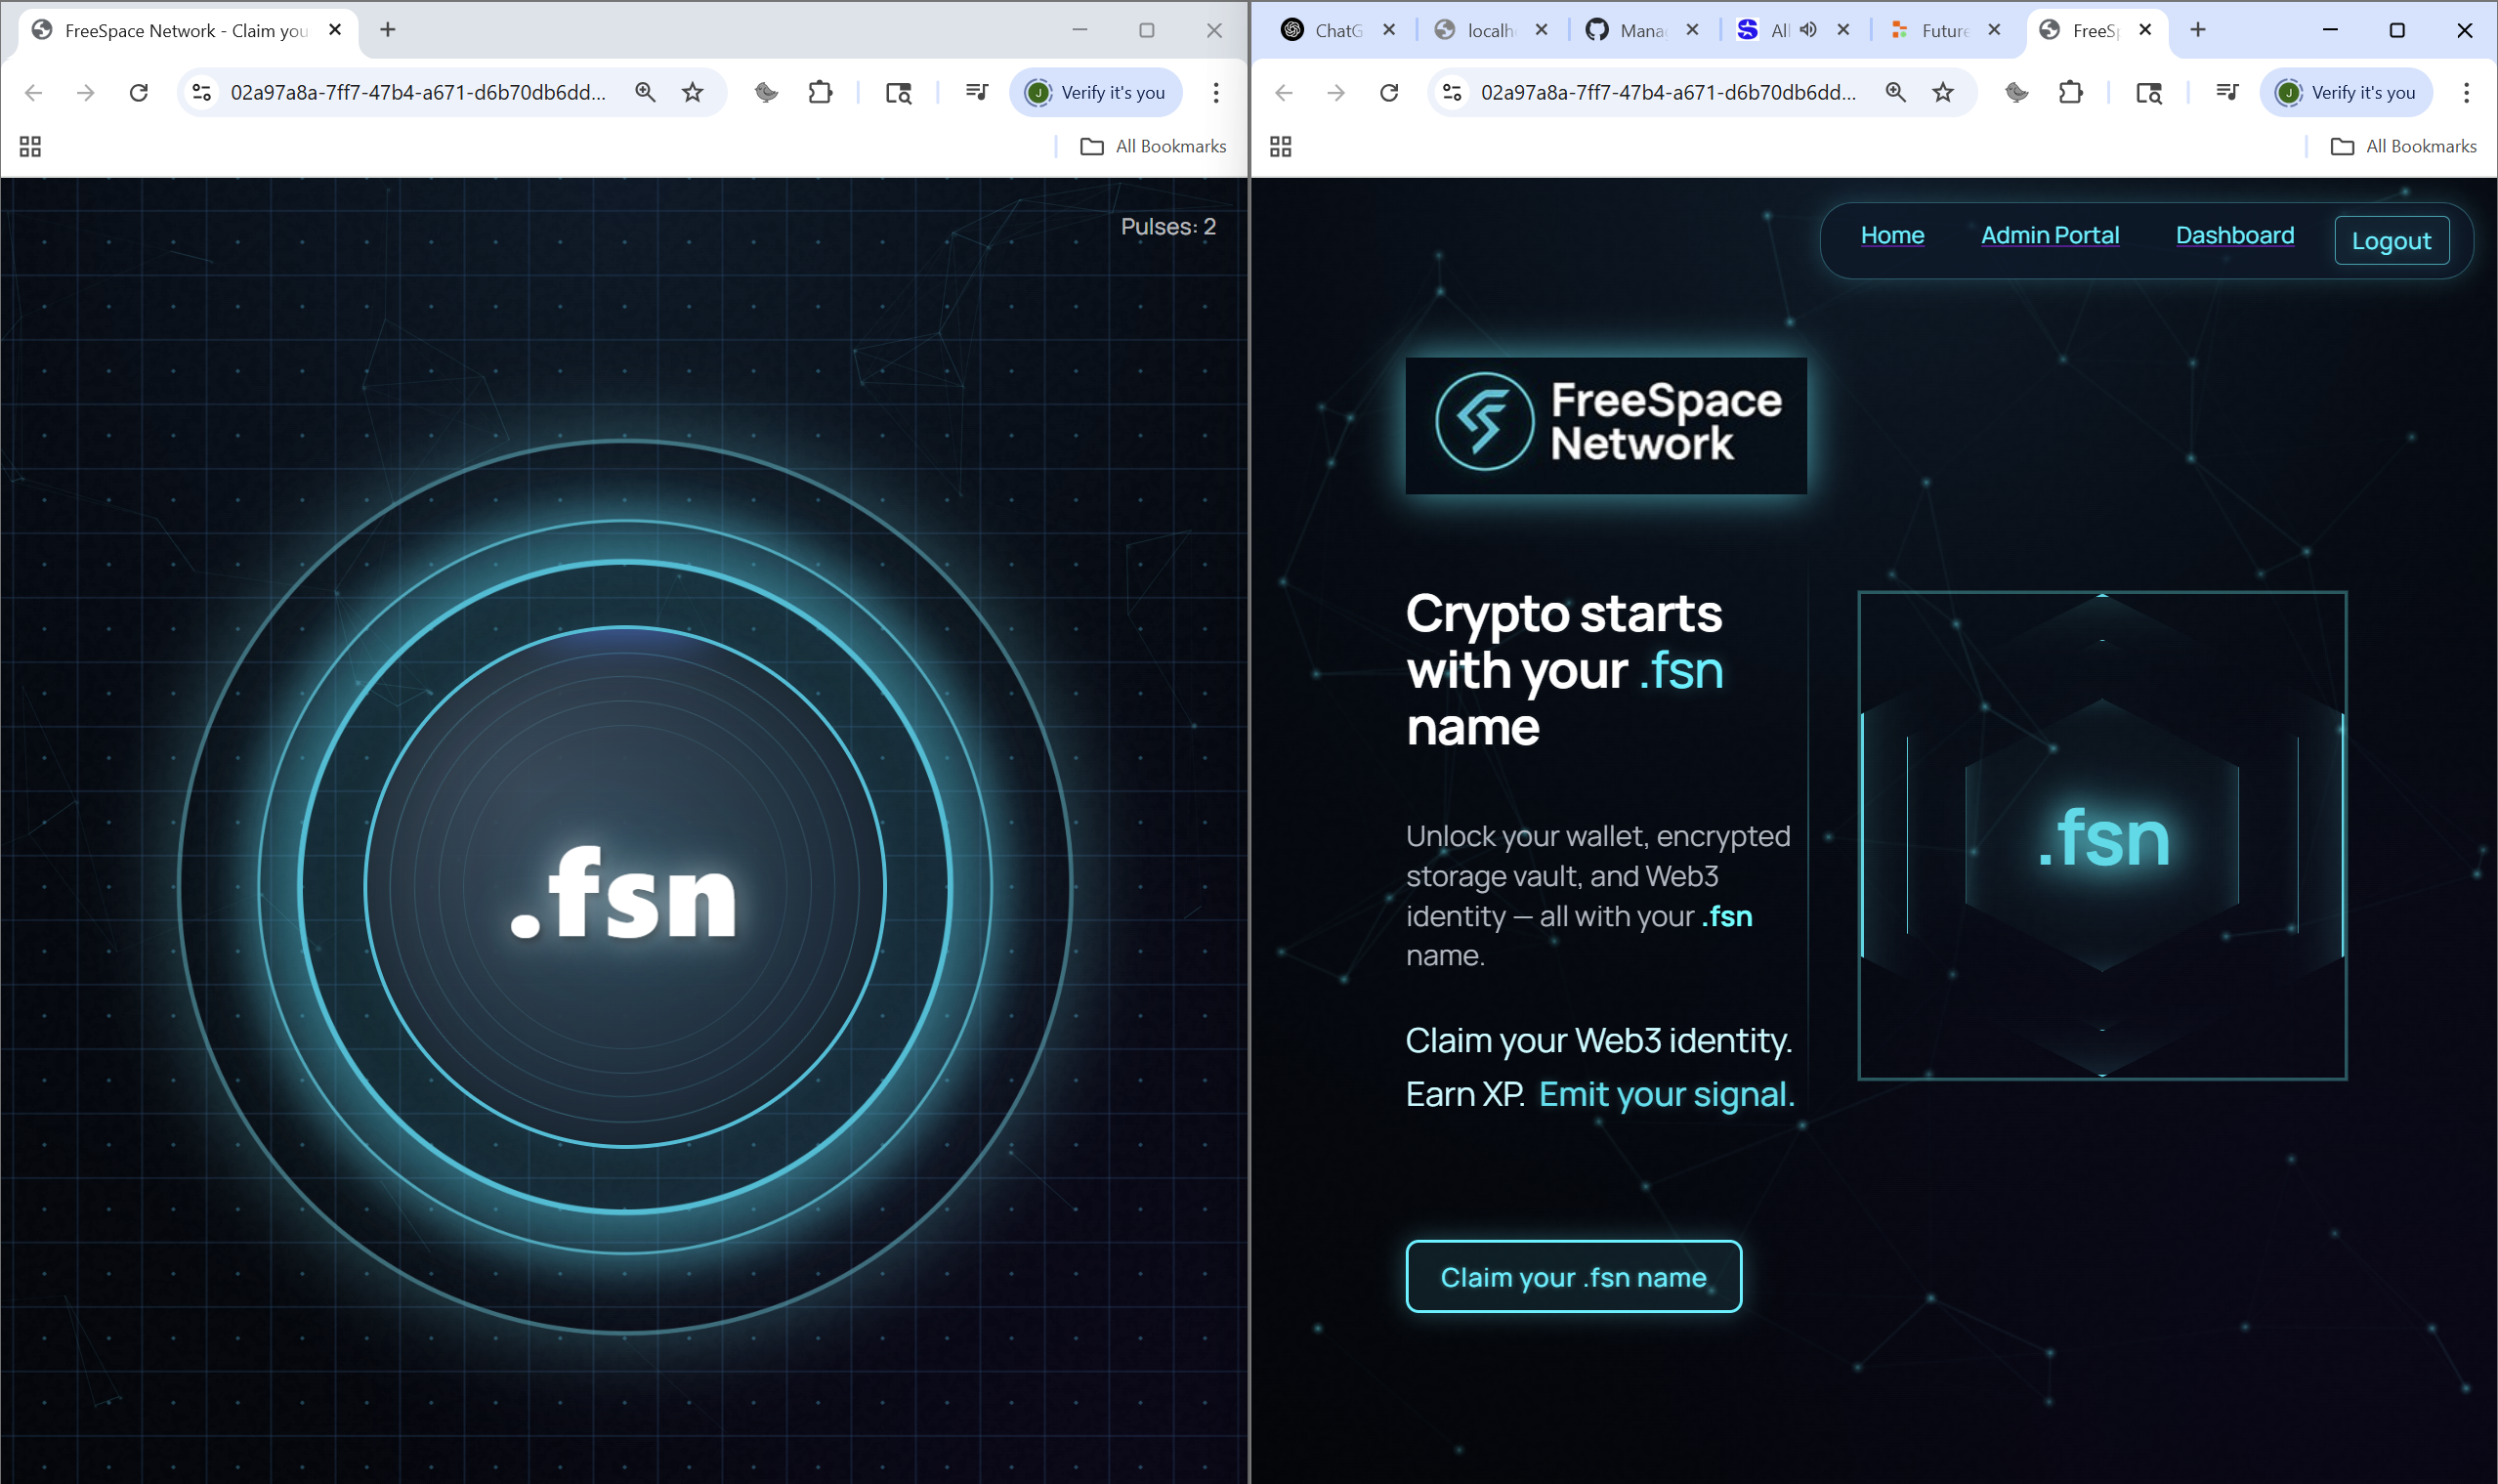 FreeSpace Network - Claim you
02a97a8a-7ff7-47b4-a671-d6b70db6dd...
J
Verify it's you
All Bookmarks
Pulses: 2
.fsn
ChatG
localh
Mana
All
Future
FreeSp
02a97a8a-7ff7-47b4-a671-d6b70db6dd...
J
Verify it's you
All Bookmarks
Home
Admin Portal
Dashboard
Logout
FreeSpace
Network
Crypto starts
with your .fsn
name
Unlock your wallet, encrypted
storage vault, and Web3
identity — all with your .fsn
name.
Claim your Web3 identity.
Earn XP. Emit your signal.
.fsn
Claim your .fsn name